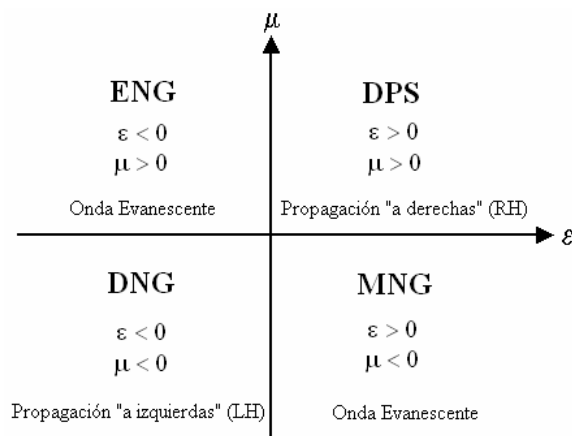 μ
ENG
ε < 0
μ > 0
Onda Evanescente
DPS
ε > 0
μ > 0
Propagación "a derechas" (RH)
ε
DNG
ε < 0
μ < 0
Propagación "a izquierdas" (LH)
MNG
ε > 0
μ < 0
Onda Evanescente